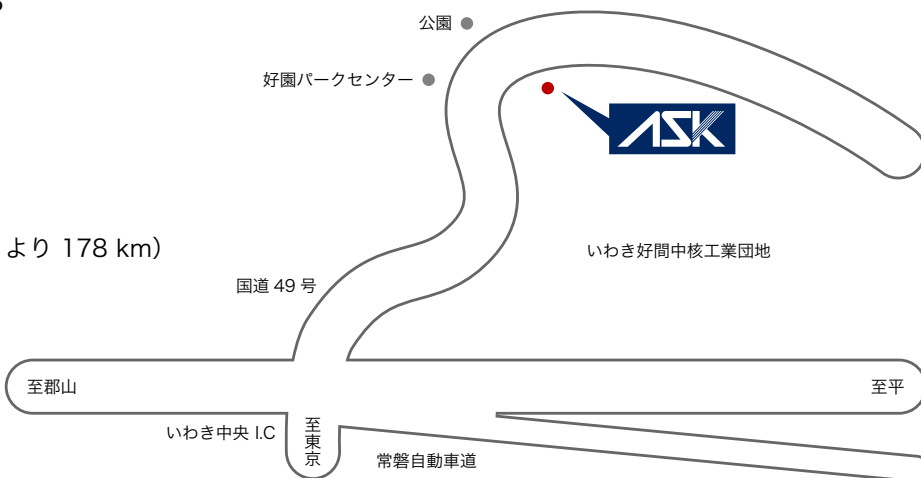 公園
好園パークセンター
ASK
より 178 km）
いわき好間中核工業団地
国道 49 号
至郡山
至平
いわき中央 I.C
至東京
常磐自動車道